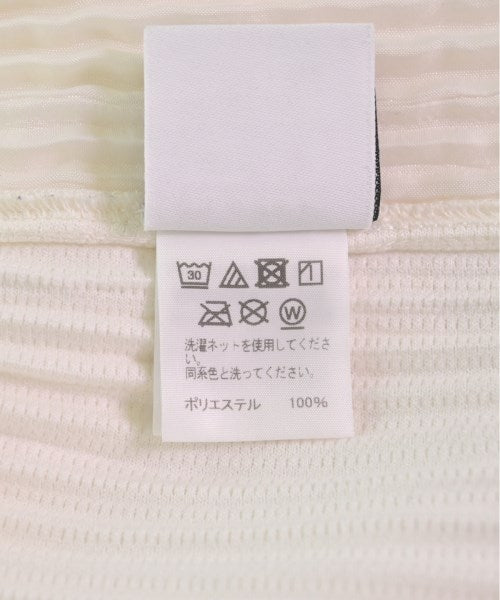 30
W
洗濯ネットを使用してくださ
い。
同系色と洗ってください。
ポリエステル 100%